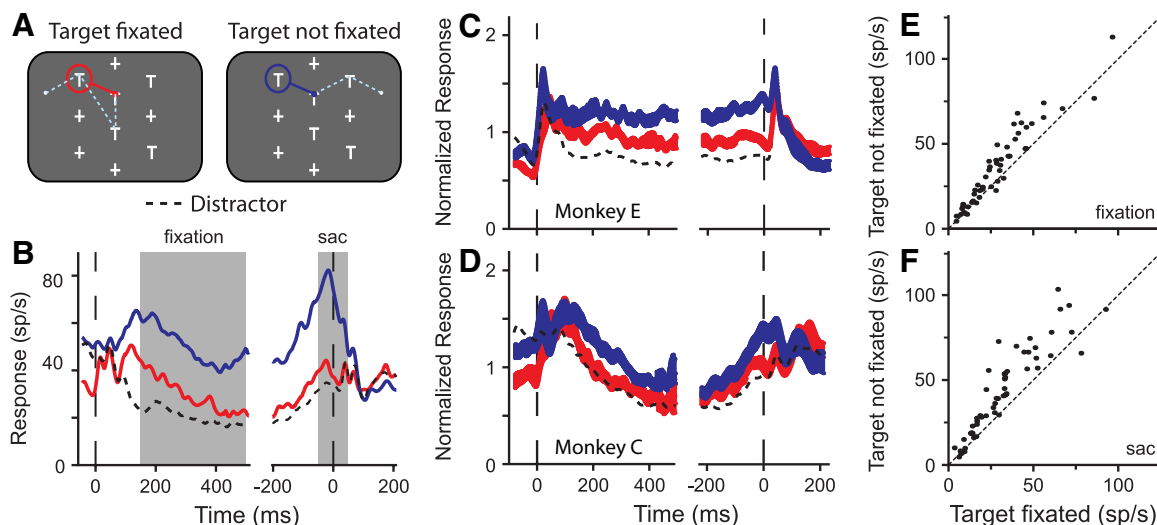 A
Target fixated
Target not fixated
+ T T + T + + T +
+ T T + T + + T +
Distractor
B
fixation
sac
Response (sp/s)
80
40
0
0 200 400 -200 0 200
Time (ms)
C
Normalized Response
2
1
0
Monkey E
D
Normalized Response
2
1
0
Monkey C
0 200 400 -200 0 200
Time (ms)
E
Target not fixated (sp/s)
100
50
0
fixation
F
Target not fixated (sp/s)
100
50
0
sac
0 50 100
Target fixated (sp/s)